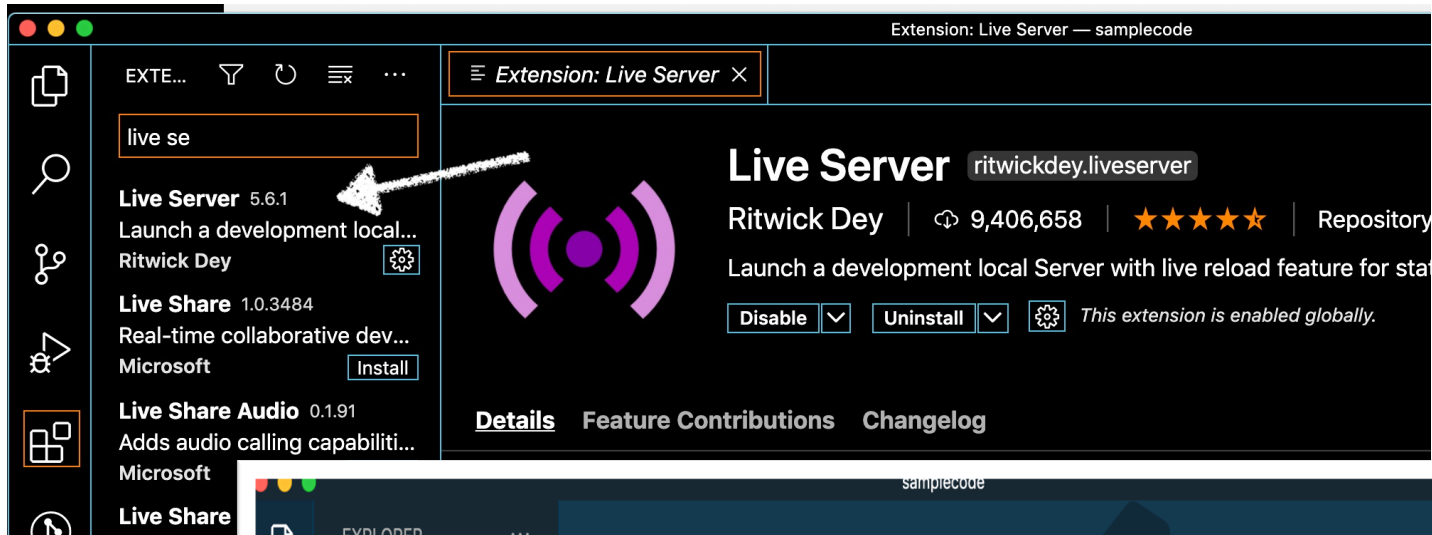 Extension: Live Server — samplecode
EXTE...
Extension: Live Server
live se
Live Server 5.6.1
Launch a development local...
Ritwick Dey
Live Share 1.0.3484
Real-time collaborative dev...
Microsoft
Install
Live Share Audio 0.1.91
Adds audio calling capabiliti...
Microsoft
Live Share
Live Server ritwickdey.liveserver
Ritwick Dey 9,406,658 Repository
Launch a development local Server with live reload feature for
Disable Uninstall This extension is enabled globally.
Details Feature Contributions Changelog
samplecode
EXPLORER